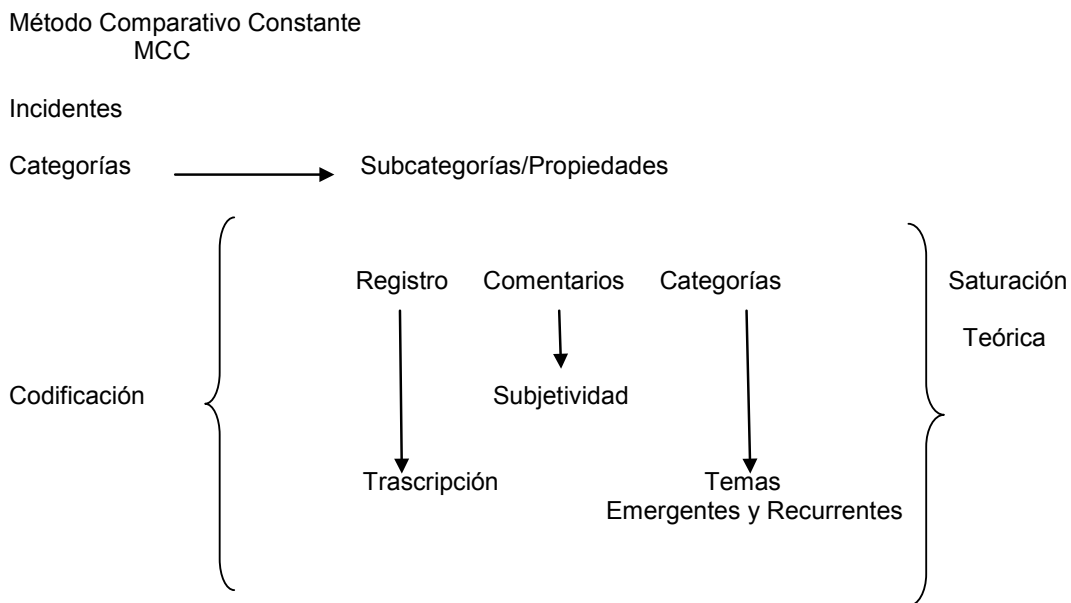 Método Comparativo Constante
MCC
Incidentes
Categorías Subcategorías/Propiedades
Registro Comentarios Categorías Saturación
Teórica
Codificación Subjetividad
Trascripción Temas
Emergentes y Recurrentes